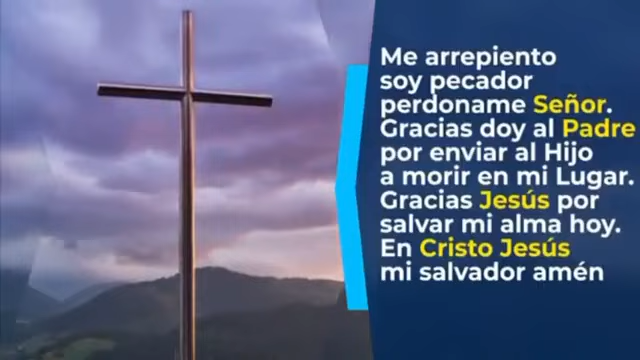 Me arrepiento
soy pecador
perdoname Señor.
Gracias doy al Padre
por enviar al Hijo
a morir en mi Lugar.
Gracias Jesús por
salvar mi alma hoy.
En Cristo Jesús
mi salvador amén